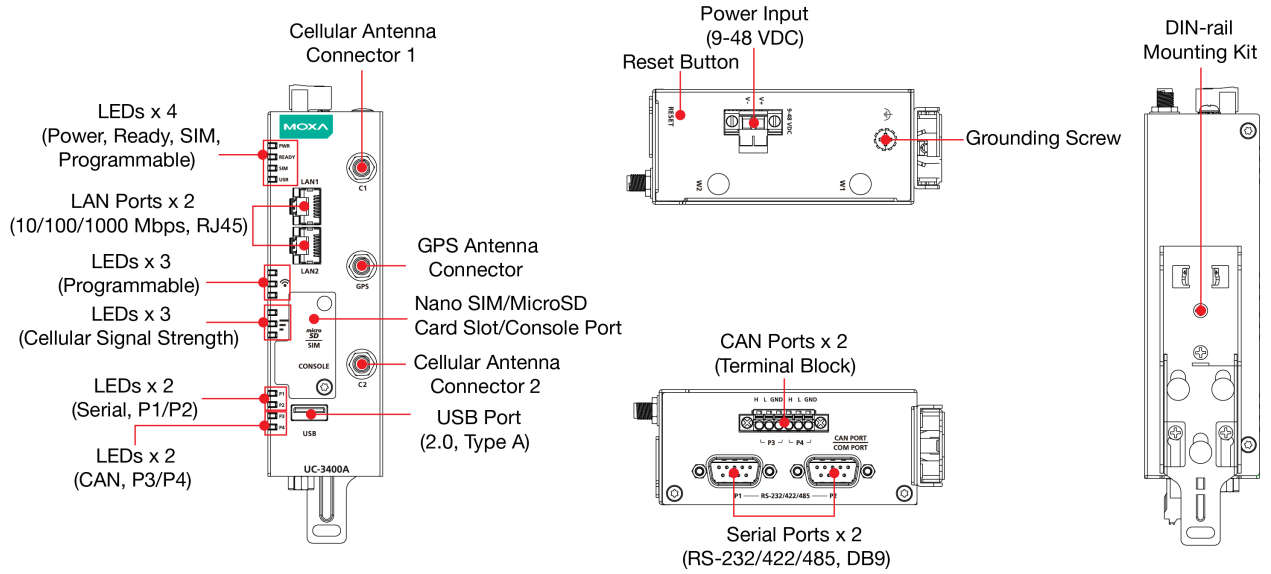 Cellular Antenna
Connector 1
LEDs x 4
(Power, Ready, SIM,
Programmable)
LAN Ports x 2
(10/100/1000 Mbps, RJ45)
LEDs x 3
(Programmable)
LEDs x 3
(Cellular Signal Strength)
LEDs x 2
(Serial, P1/P2)
LEDs x 2
(CAN, P3/P4)
MOXA
PWR
READY
SIM
USR
LAN1
C1
LAN2
GPS
micro
SD
SIM
CONSOLE
C2
P1
P2
P3
P4
USB
UC-3400A
GPS Antenna
Connector
Nano SIM/MicroSD
Card Slot/Console Port
Cellular Antenna
Connector 2
USB Port
(2.0, Type A)
Power Input
(9-48 VDC)
Reset Button
RESET
V-
V+
9-48 VDC
W2
W1
Grounding Screw
CAN Ports x 2
(Terminal Block)
H L GND H L GND
P3 P4
CAN PORT
COM PORT
P1 RS-232/422/485 P2
Serial Ports x 2
(RS-232/422/485, DB9)
DIN-rail
Mounting Kit